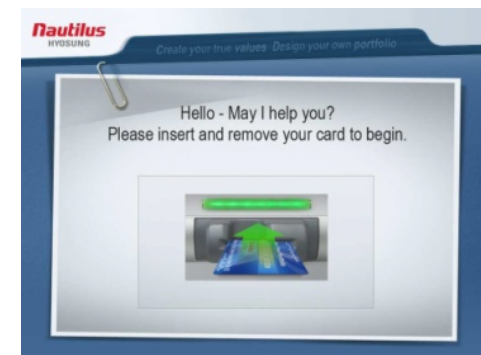 Nautilus
HYOSUNG
Create your true values Design your own portfolio
Hello - May I help you?
Please insert and remove your card to begin.